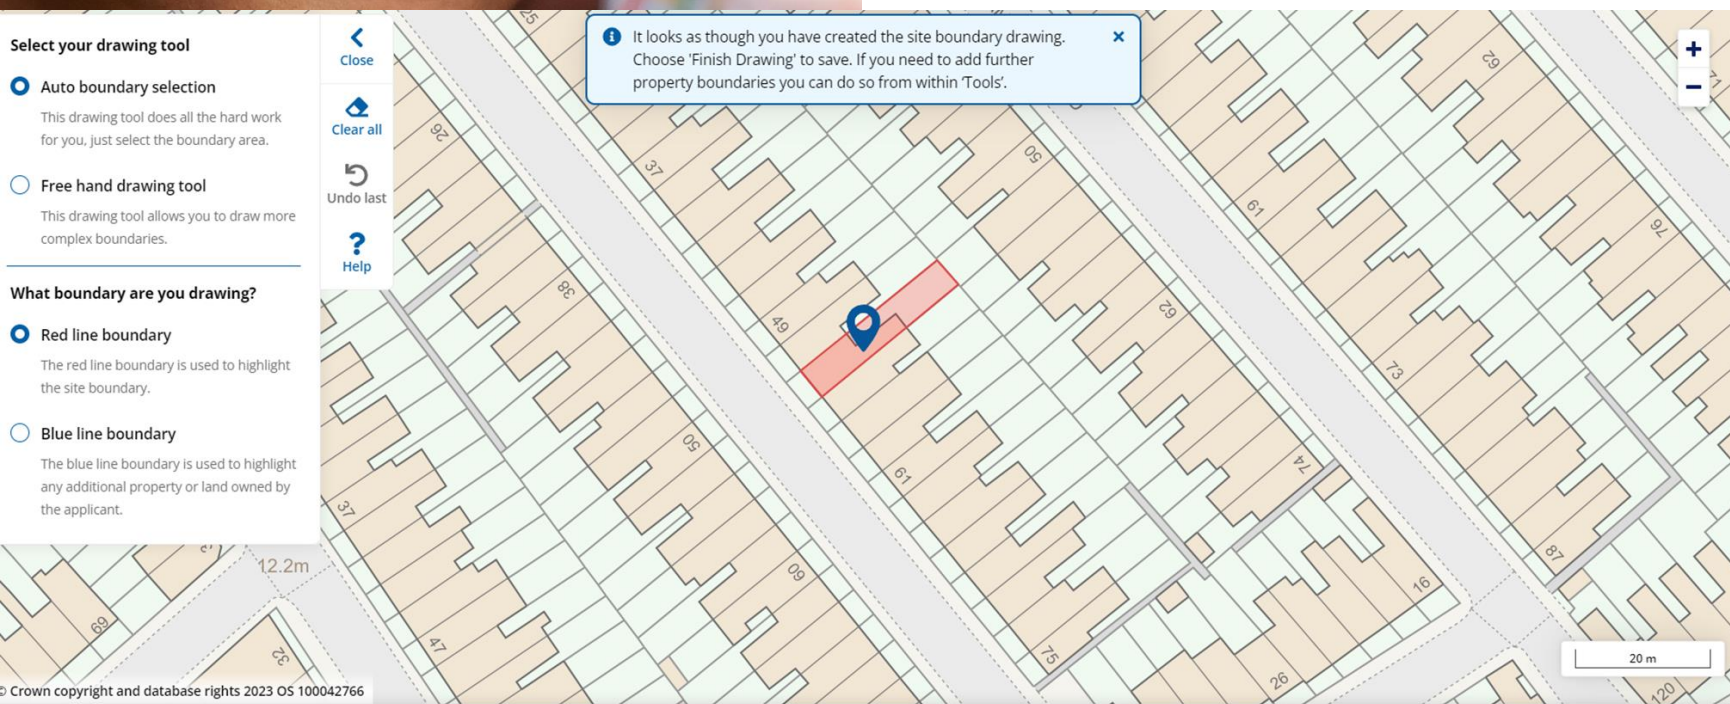 Select your drawing tool
Auto boundary selection
This drawing tool does all the hard work
for you, just select the boundary area.
Free hand drawing tool
This drawing tool allows you to draw more
complex boundaries.
What boundary are you drawing?
Red line boundary
The red line boundary is used to highlight
the site boundary.
Blue line boundary
The blue line boundary is used to highlight
any additional property or land owned by
the applicant.
Close
Clear all
Undo last
? Help
It looks as though you have created the site boundary drawing.
Choose 'Finish Drawing' to save. If you need to add further
property boundaries you can do so from within ‘Tools’.
×
+
−
25
26
37
50
62
61
76
38
49
62
73
50
61
74
37
87
12.2m
60
16
69
32
47
75
26
120
20 m
© Crown copyright and database rights 2023 OS 100042766